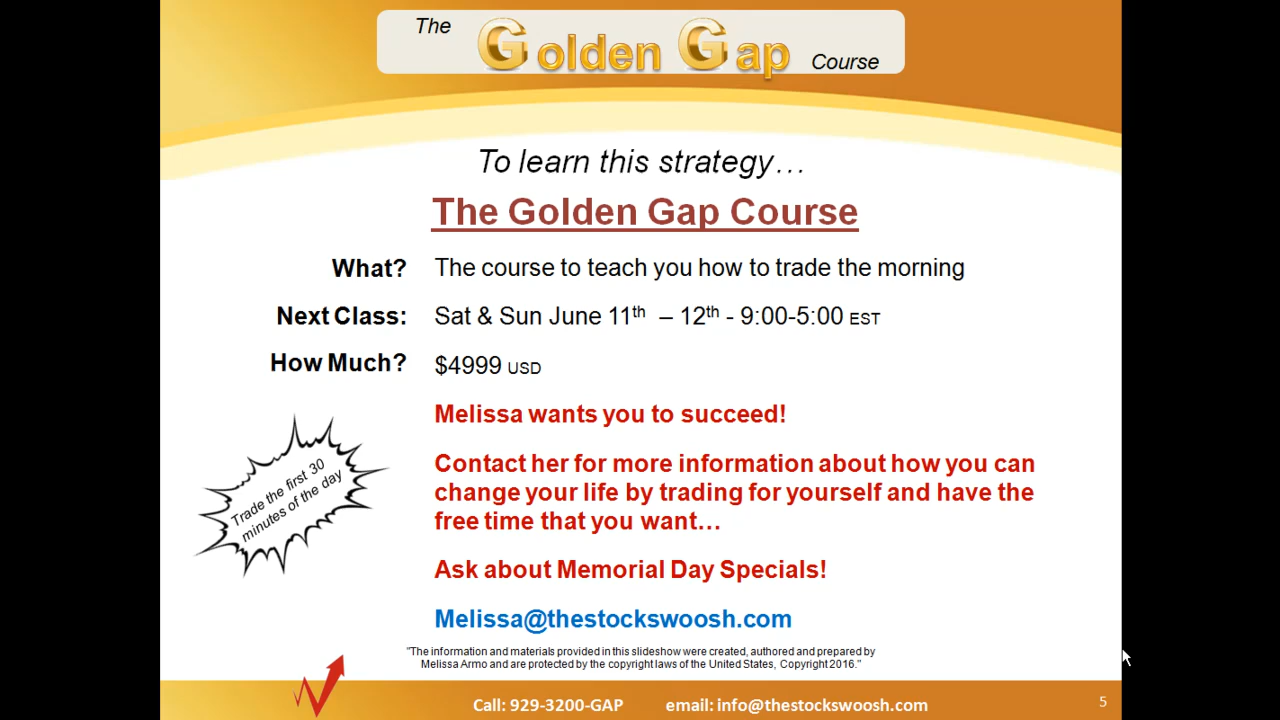 The Golden Gap Course
To learn this strategy…
The Golden Gap Course
What? The course to teach you how to trade the morning
Next Class: Sat & Sun June 11th – 12th - 9:00-5:00 EST
How Much? $4999 USD
Melissa wants you to succeed!
Contact her for more information about how you can
change your life by trading for yourself and have the
free time that you want…
Trade the first 30
minutes of the day
Ask about Memorial Day Specials!
Melissa@thestockswoosh.com
"The information and materials provided in this slideshow were created, authored and prepared by
Melissa Armo and are protected by the copyright laws of the United States, Copyright 2016."
Call: 929-3200-GAP email: info@thestockswoosh.com
5